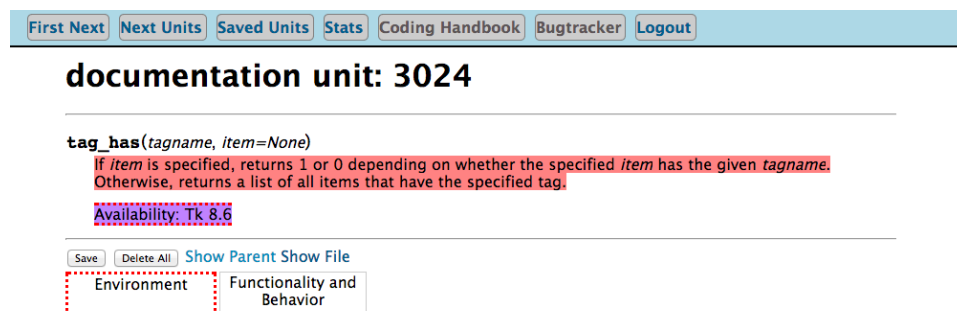 First Next Next Units Saved Units Stats Coding Handbook Bugtracker Logout
documentation unit: 3024
tag_has(tagname, item=None)
If item is specified, returns 1 or 0 depending on whether the specified item has the given tagname.
Otherwise, returns a list of all items that have the specified tag.
Availability: Tk 8.6
Save Delete All Show Parent Show File
Environment Functionality and
Behavior